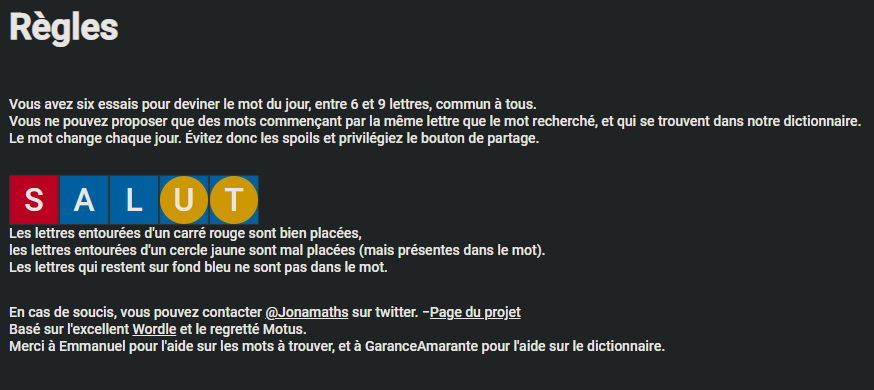 Règles
Vous avez six essais pour deviner le mot du jour, entre 6 et 9 lettres, commun à tous.
Vous ne pouvez proposer que des mots commençant par la même lettre que le mot recherché, et qui se trouvent dans notre dictionnaire.
Le mot change chaque jour. Évitez donc les spoils et privilégiez le bouton de partage.
SALUT
Les lettres entourées d'un carré rouge sont bien placées,
les lettres entourées d'un cercle jaune sont mal placées (mais présentes dans le mot).
Les lettres qui restent sur fond bleu ne sont pas dans le mot.
En cas de soucis, vous pouvez contacter @Jonamaths sur twitter. –Page du projet
Basé sur l'excellent Wordle et le regretté Motus.
Merci à Emmanuel pour l'aide sur les mots à trouver, et à GaranceAmarante pour l'aide sur le dictionnaire.